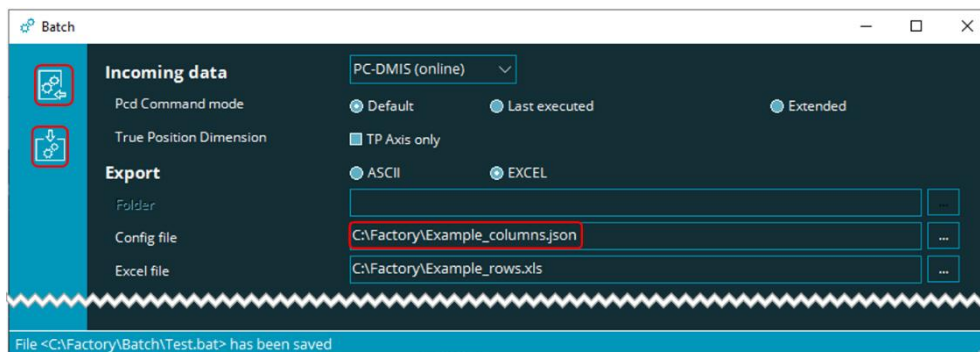 Batch
Incoming data PC-DMIS (online)
Pcd Command mode Default Last executed Extended
True Position Dimension TP Axis only
Export ASCII EXCEL
Folder ...
Config file C:\Factory\Example_columns.json ...
Excel file C:\Factory\Example_rows.xls ...
File <C:\Factory\Batch\Test.bat> has been saved